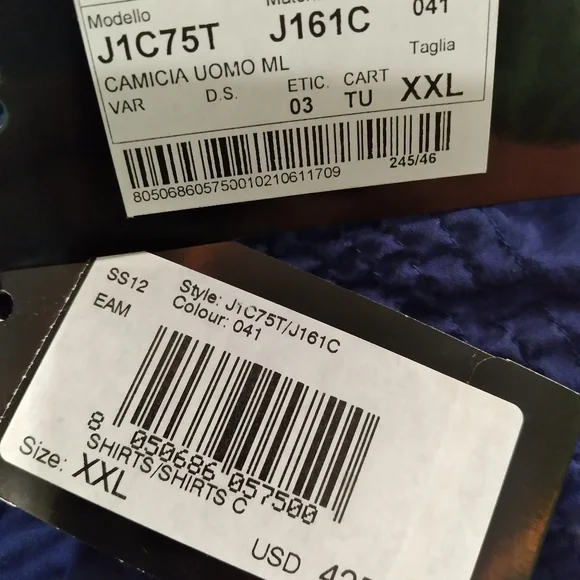 Modello
J1C75T J161C 041
CAMICIA UOMO ML Taglia
VAR D.S. ETIC. CART XXL
03 TU
245/46
805068605750010210611709
SS12 Style: J1C75T/J161C
EAM Colour: 041
8 050686 057500
SHIRTS/SHIRTS C
Size: XXL
USD